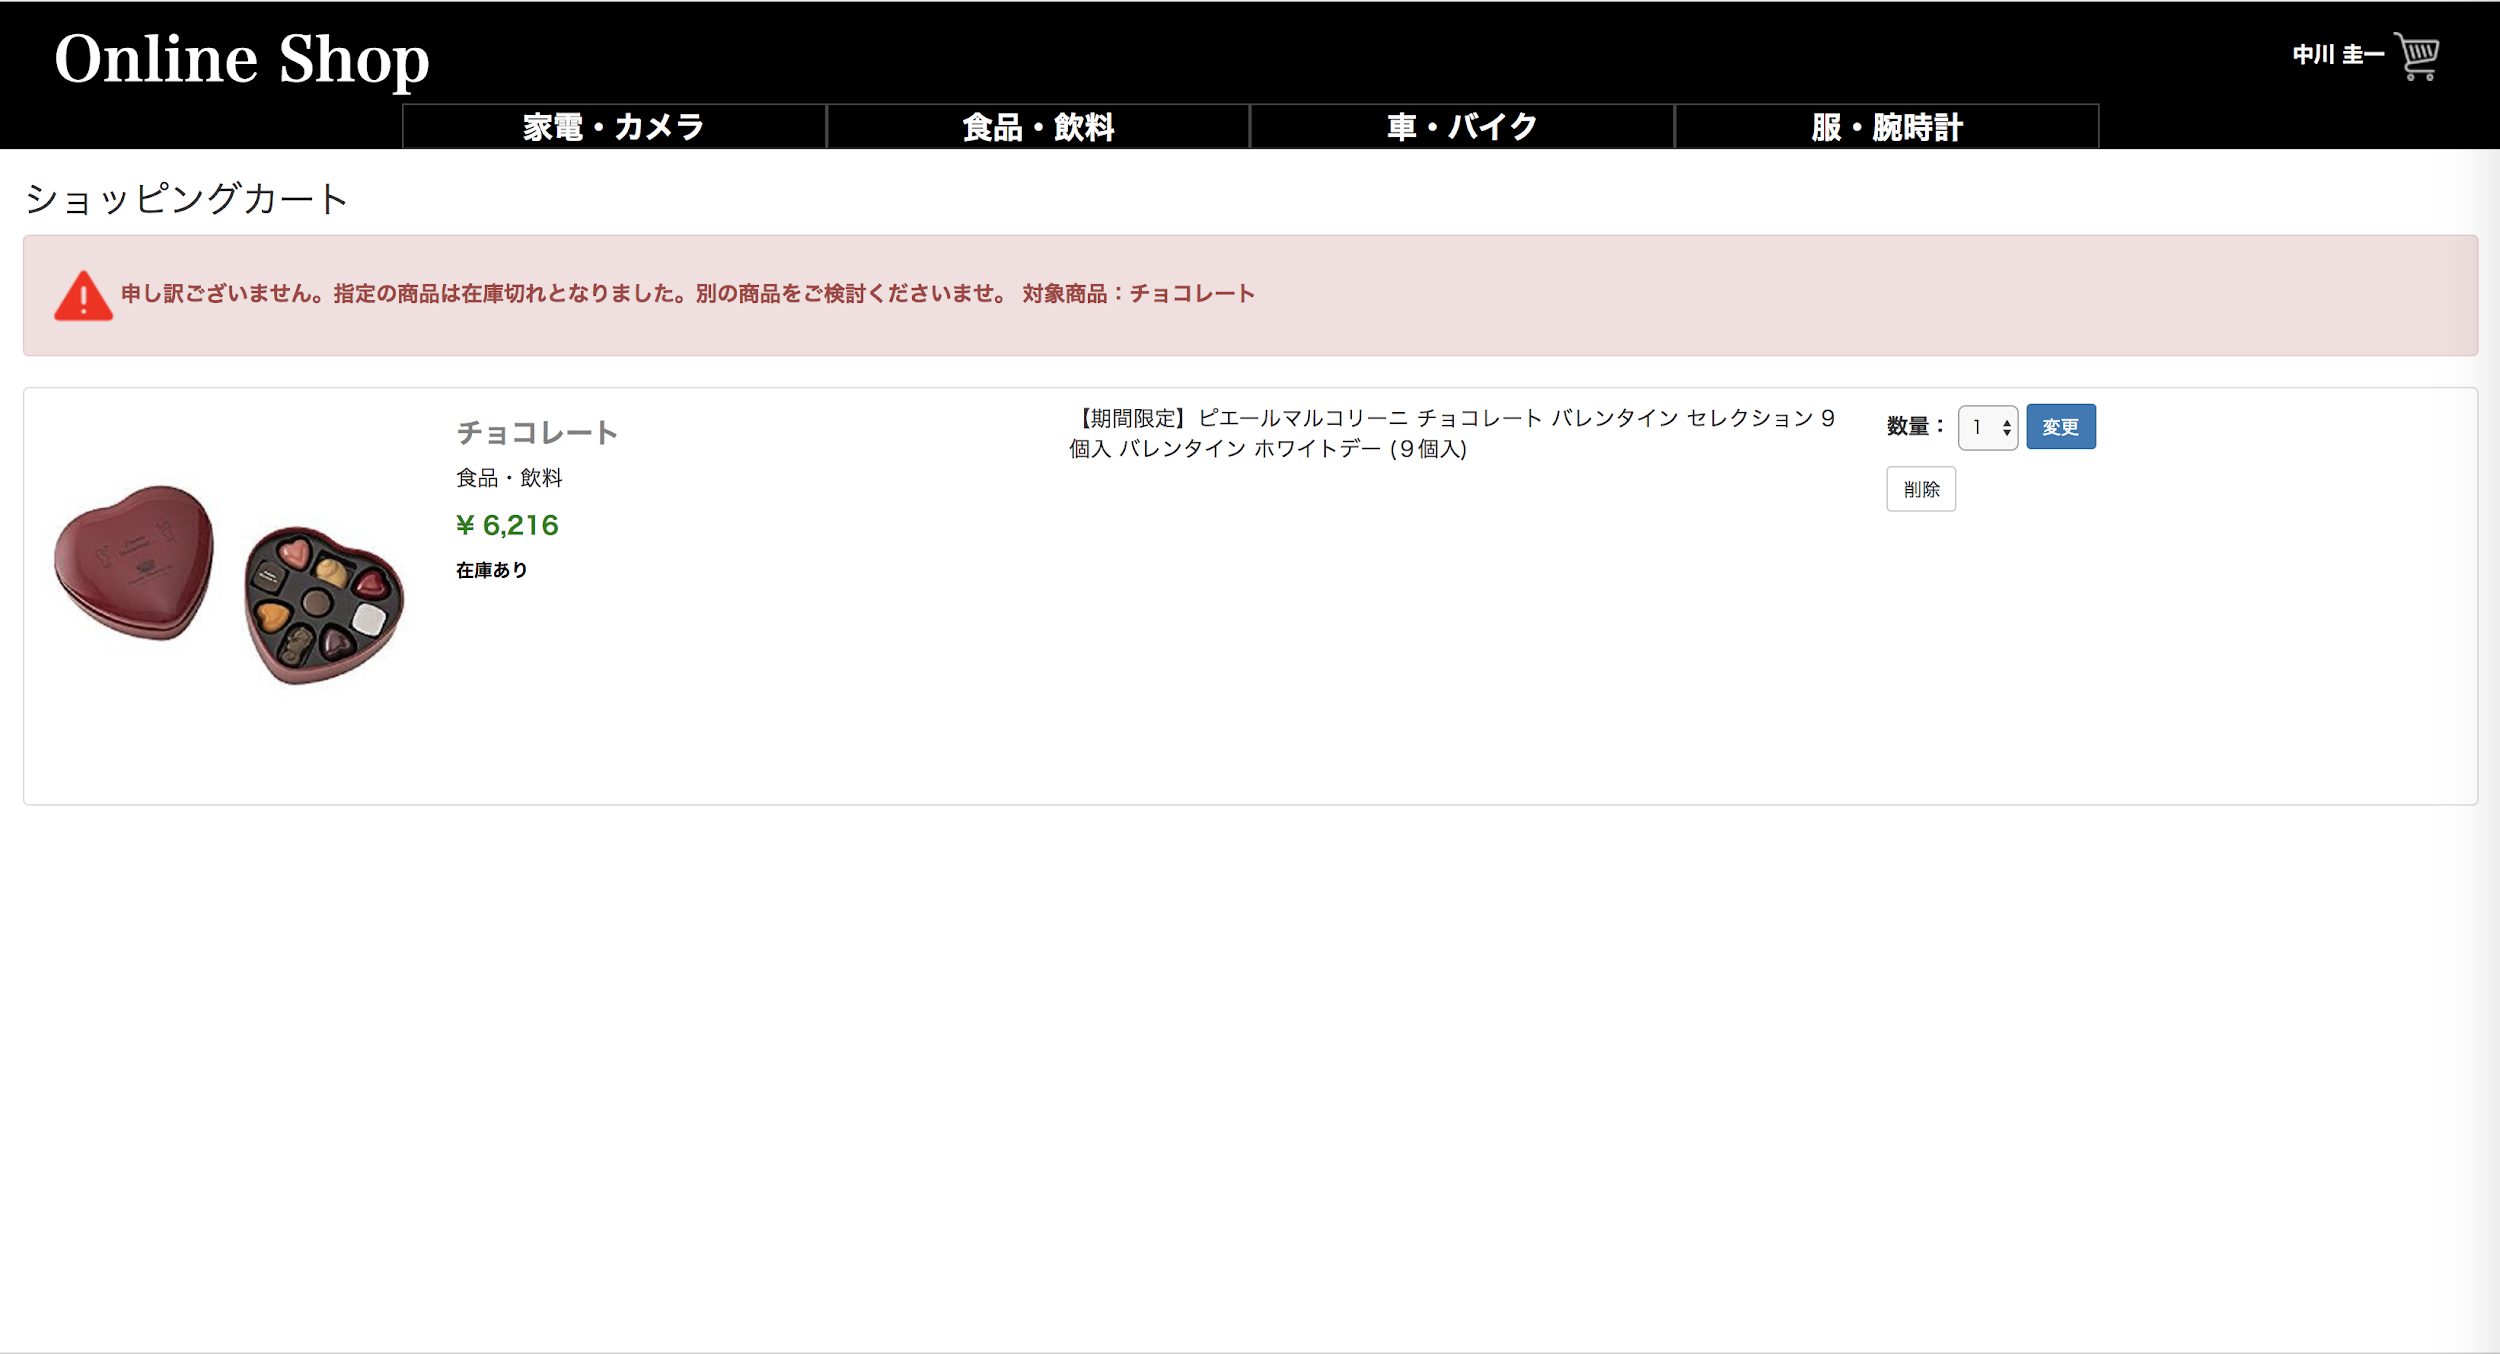 Online Shop
中川 圭一
家電・カメラ
食品・飲料
車・バイク
服・腕時計
ショッピングカート
申し訳ございません。指定の商品は在庫切れとなりました。別の商品をご検討くださいませ。 対象商品：チョコレート
チョコレート
食品・飲料
¥ 6,216
在庫あり
【期間限定】ピエールマルコリーニ チョコレート バレンタイン セレクション 9
個入 バレンタイン ホワイトデー (９個入)
数量：
1
変更
削除